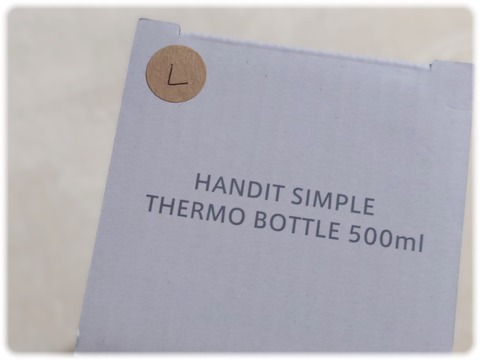 L
HANDIT SIMPLE
THERMO BOTTLE 500ml